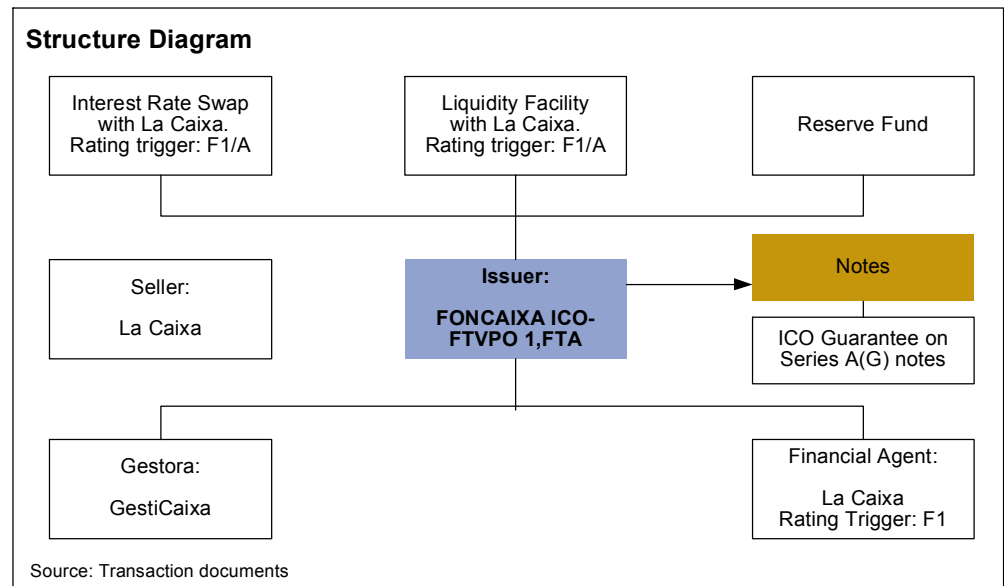 Structure Diagram
Interest Rate Swap
with La Caixa.
Rating trigger: F1/A
Liquidity Facility
with La Caixa.
Rating trigger: F1/A
Reserve Fund
Seller:
La Caixa
Issuer:
FONCAIXA ICO-
FTVPO 1,FTA
Notes
ICO Guarantee on
Series A(G) notes
Gestora:
GestiCaixa
Financial Agent:
La Caixa
Rating Trigger: F1
Source: Transaction documents